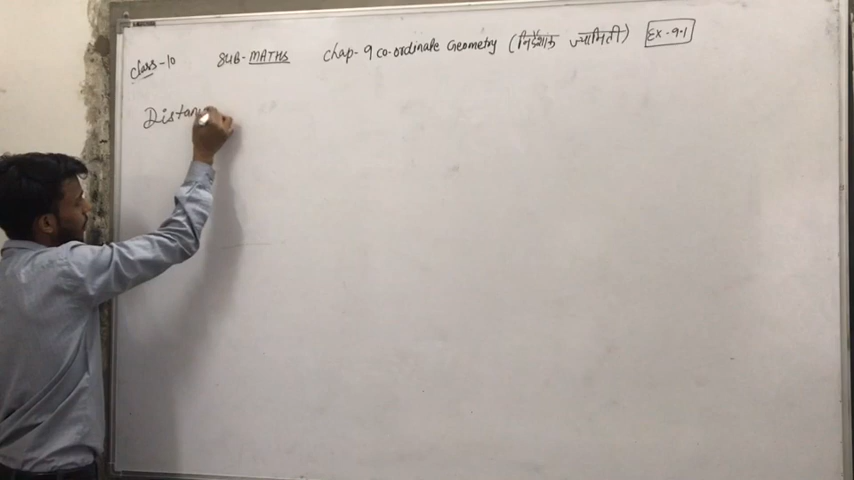 Class-10 SUB- MATHS Chap-9 co-ordinate Geometry (निर्देशांक ज्यामिती) Ex-9.1
Distan